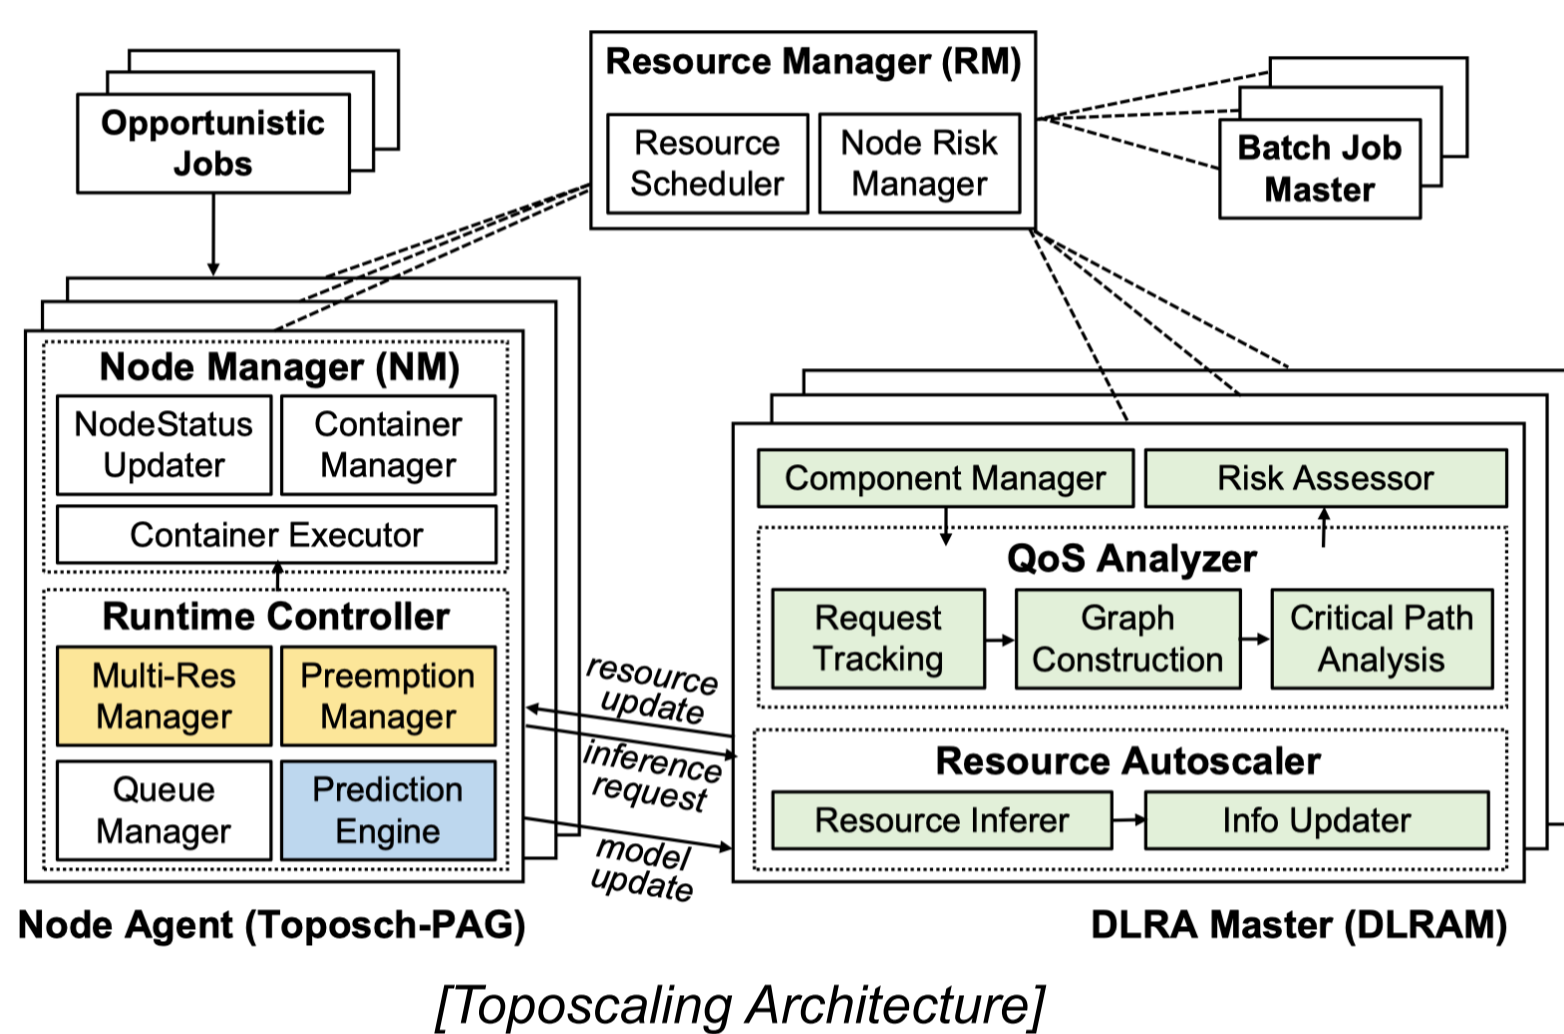 Resource Manager (RM)
Resource
Scheduler
Node Risk
Manager
Opportunistic
Jobs
Batch Job
Master
Node Manager (NM)
NodeStatus
Updater
Container
Manager
Container Executor
Runtime Controller
Multi-Res
Manager
Preemption
Manager
Queue
Manager
Prediction
Engine
Node Agent (Toposch-PAG)
resource
update
inference
request
model
update
Component Manager
Risk Assessor
QoS Analyzer
Request
Tracking
Graph
Construction
Critical Path
Analysis
Resource Autoscaler
Resource Inferer
Info Updater
DLRA Master (DLRAM)
[Toposcaling Architecture]